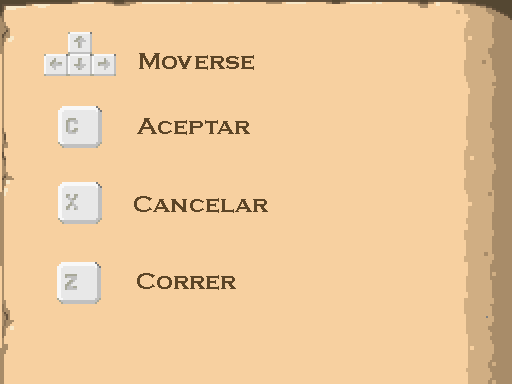 ↑
← ↓ → MOVERSE
C ACEPTAR
X CANCELAR
Z CORRER